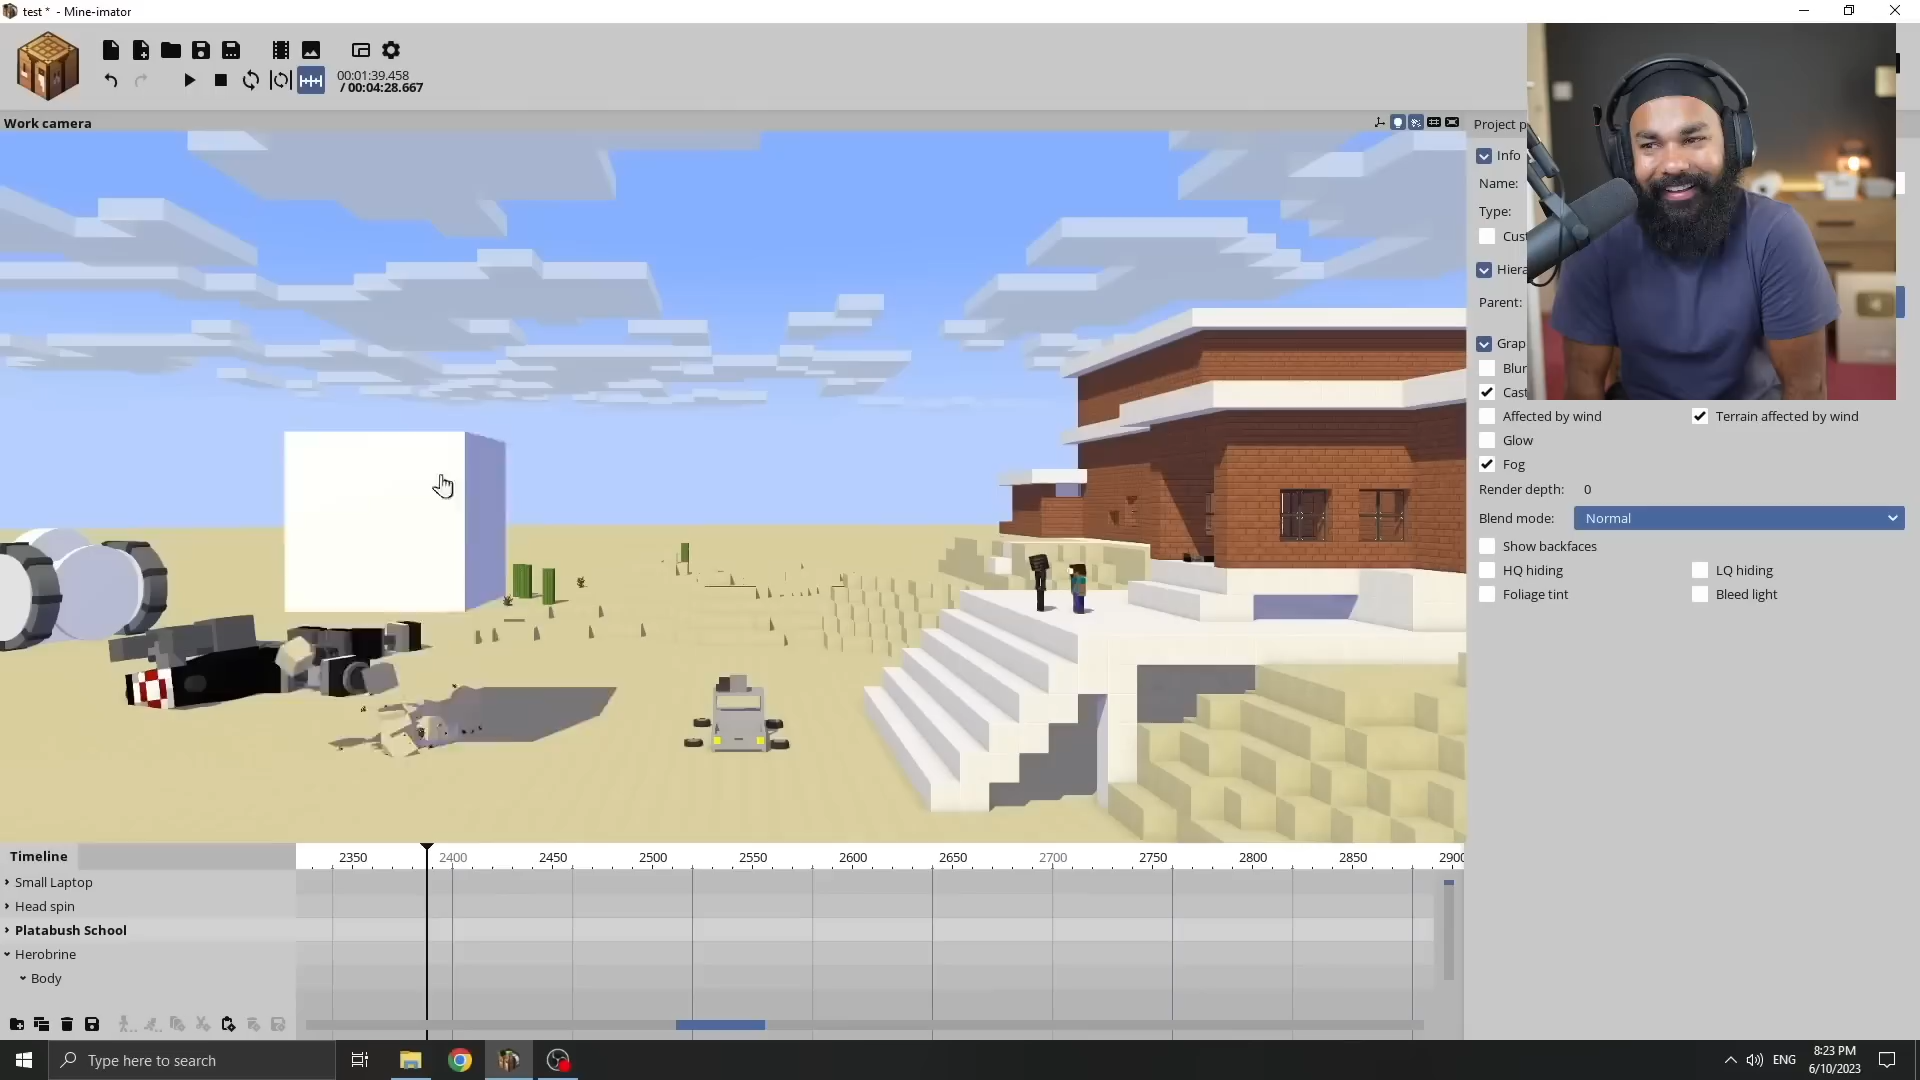 test * - Mine-imator
00:01:39.458
/ 00:04:28.667
Work camera
Project p
Info
Name:
Type:
Cust
Hiera
Parent:
Grap
Blur
Cast
Affected by wind Terrain affected by wind
Glow
Fog
Render depth: 0
Blend mode: Normal
Show backfaces
HQ hiding LQ hiding
Foliage tint Bleed light
Timeline 2350 2400 2450 2500 2550 2600 2650 2700 2750 2800 2850 2900
Small Laptop
Head spin
Platabush School
Herobrine
Body
Type here to search
ENG
8:23 PM
6/10/2023